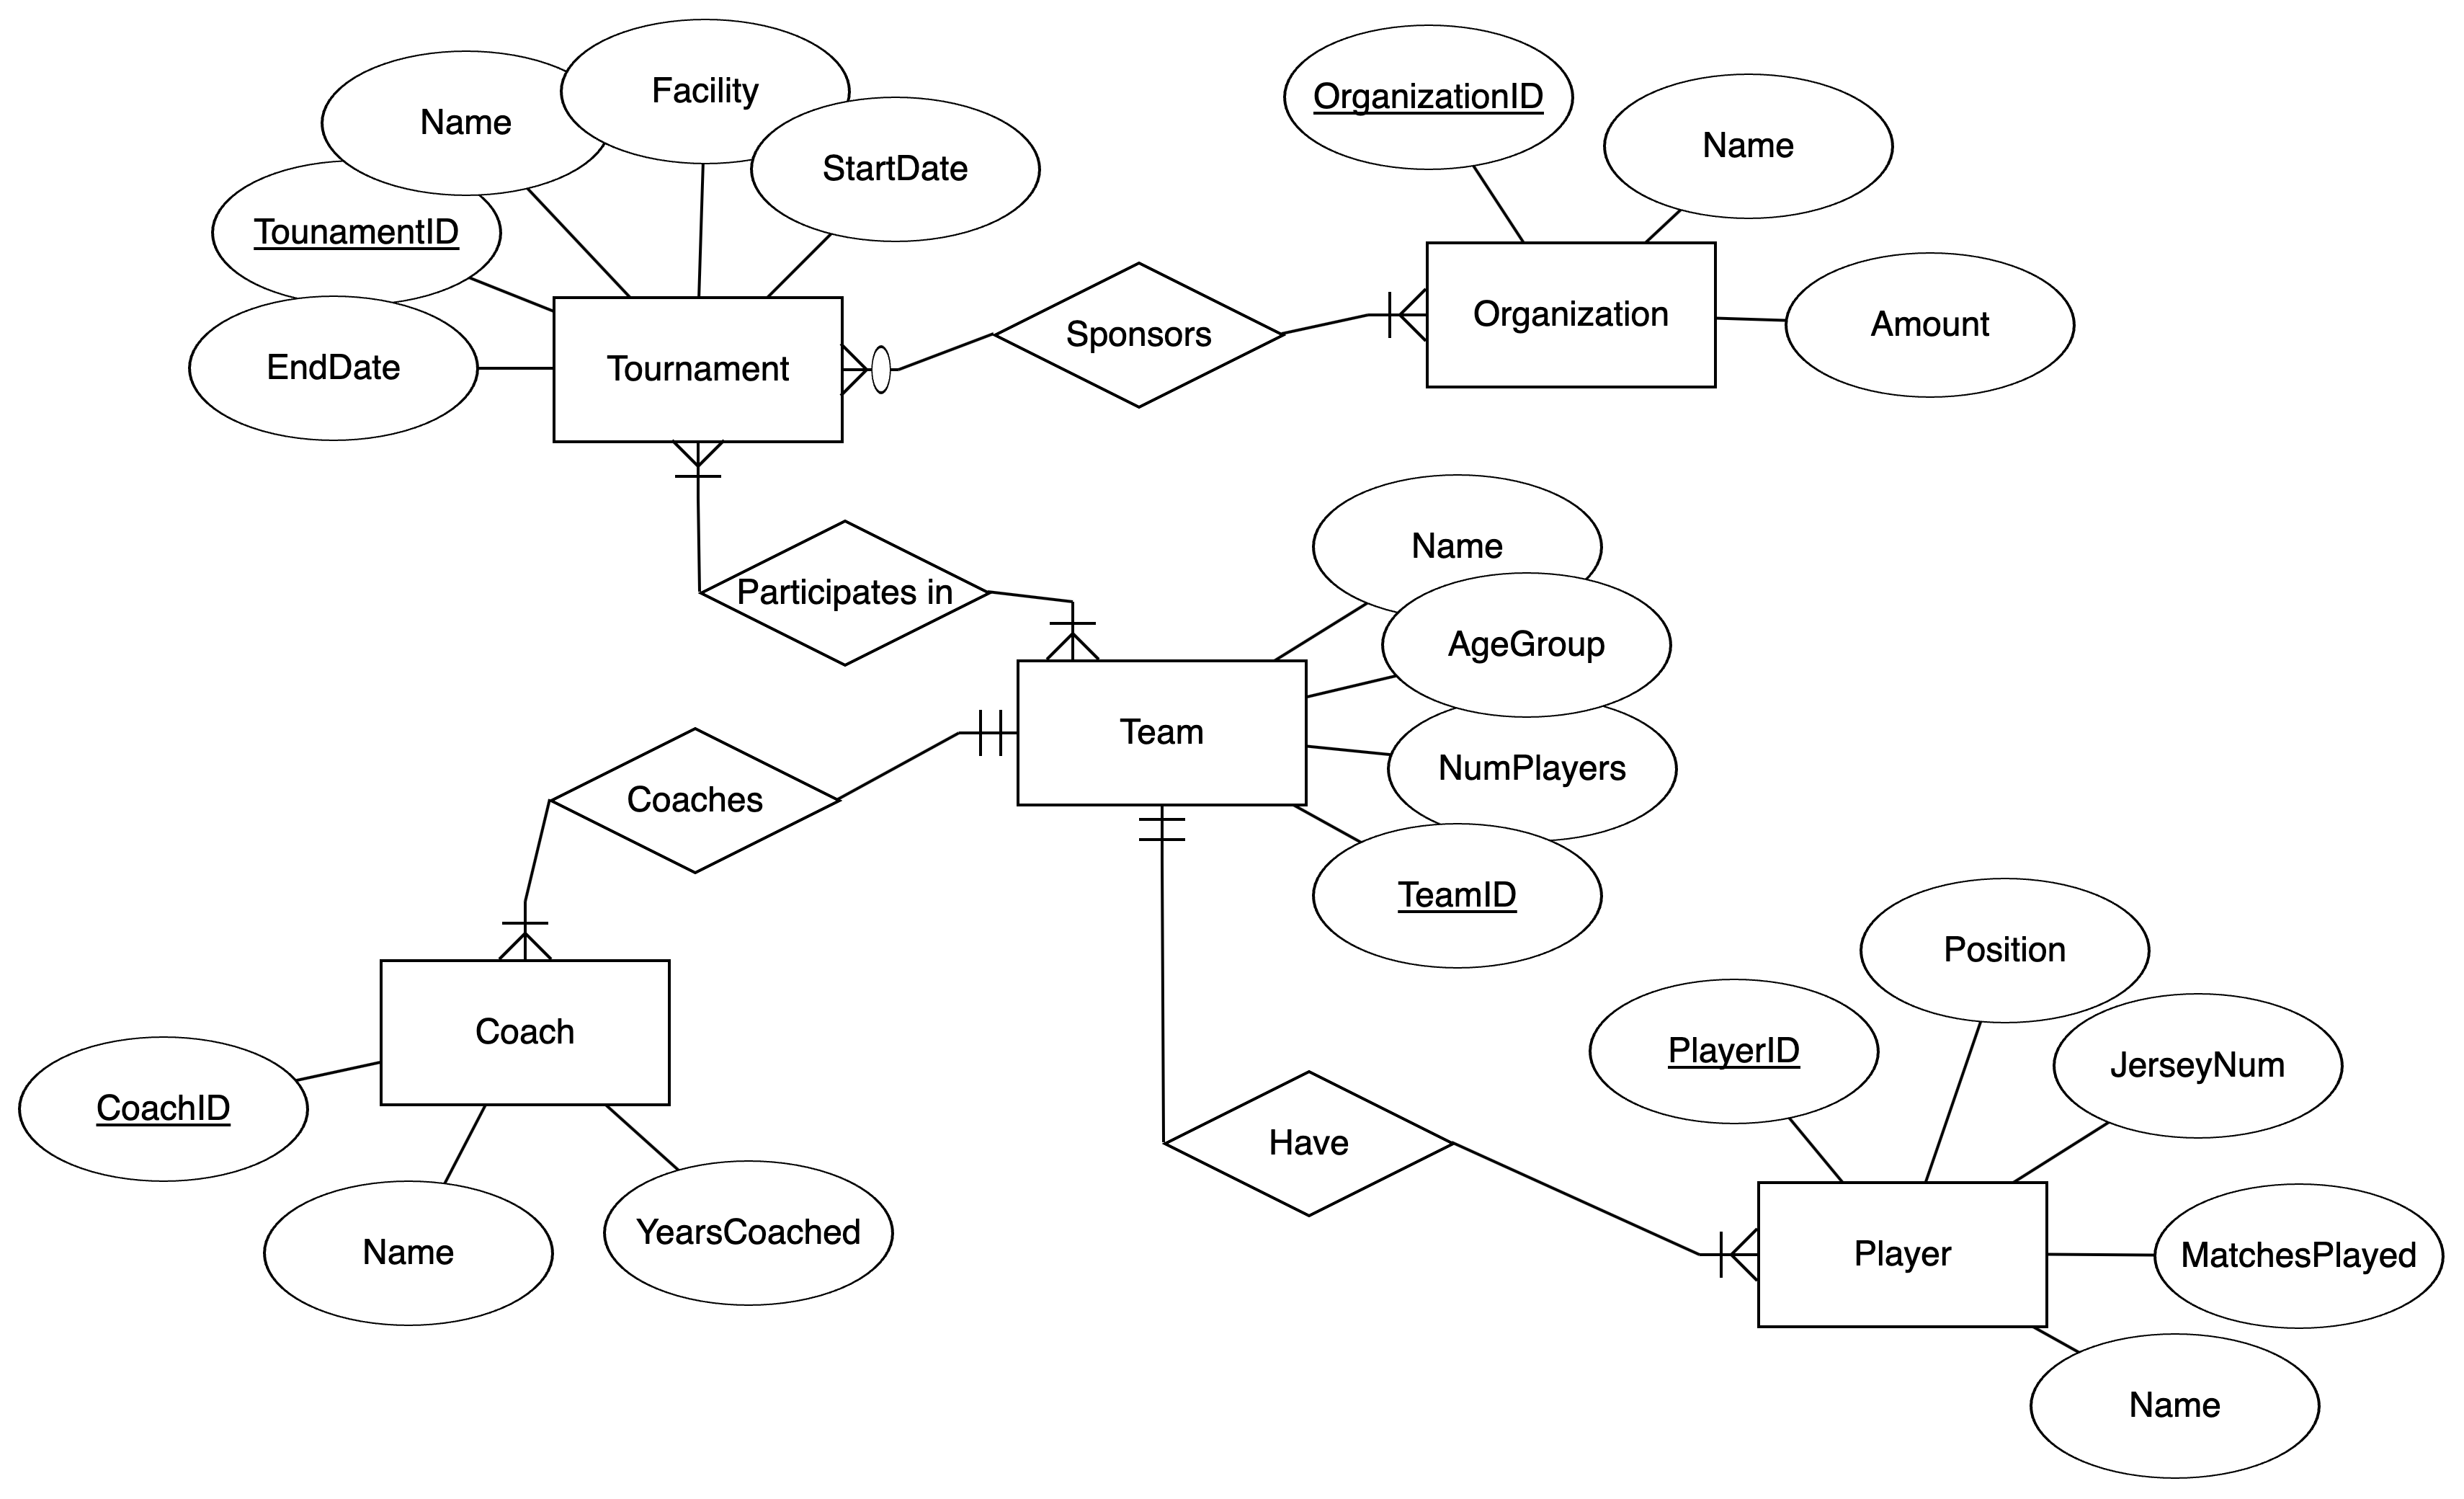 Facility
Name
StartDate
TounamentID
EndDate
Tournament
Sponsors
OrganizationID
Name
Organization
Amount
Participates in
Name
AgeGroup
Team
NumPlayers
TeamID
Coaches
Coach
CoachID
Name
YearsCoached
Have
Position
PlayerID
JerseyNum
Player
MatchesPlayed
Name